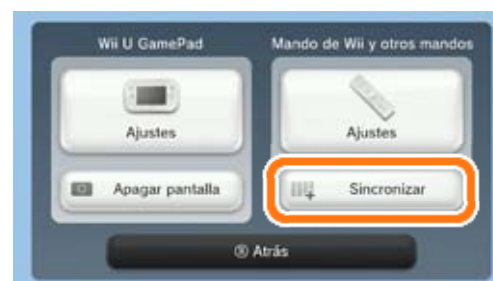 Wii U GamePad
Mando de Wii y otros mandos
Ajustes
Ajustes
Apagar pantalla
Sincronizar
Ⓑ Atrás